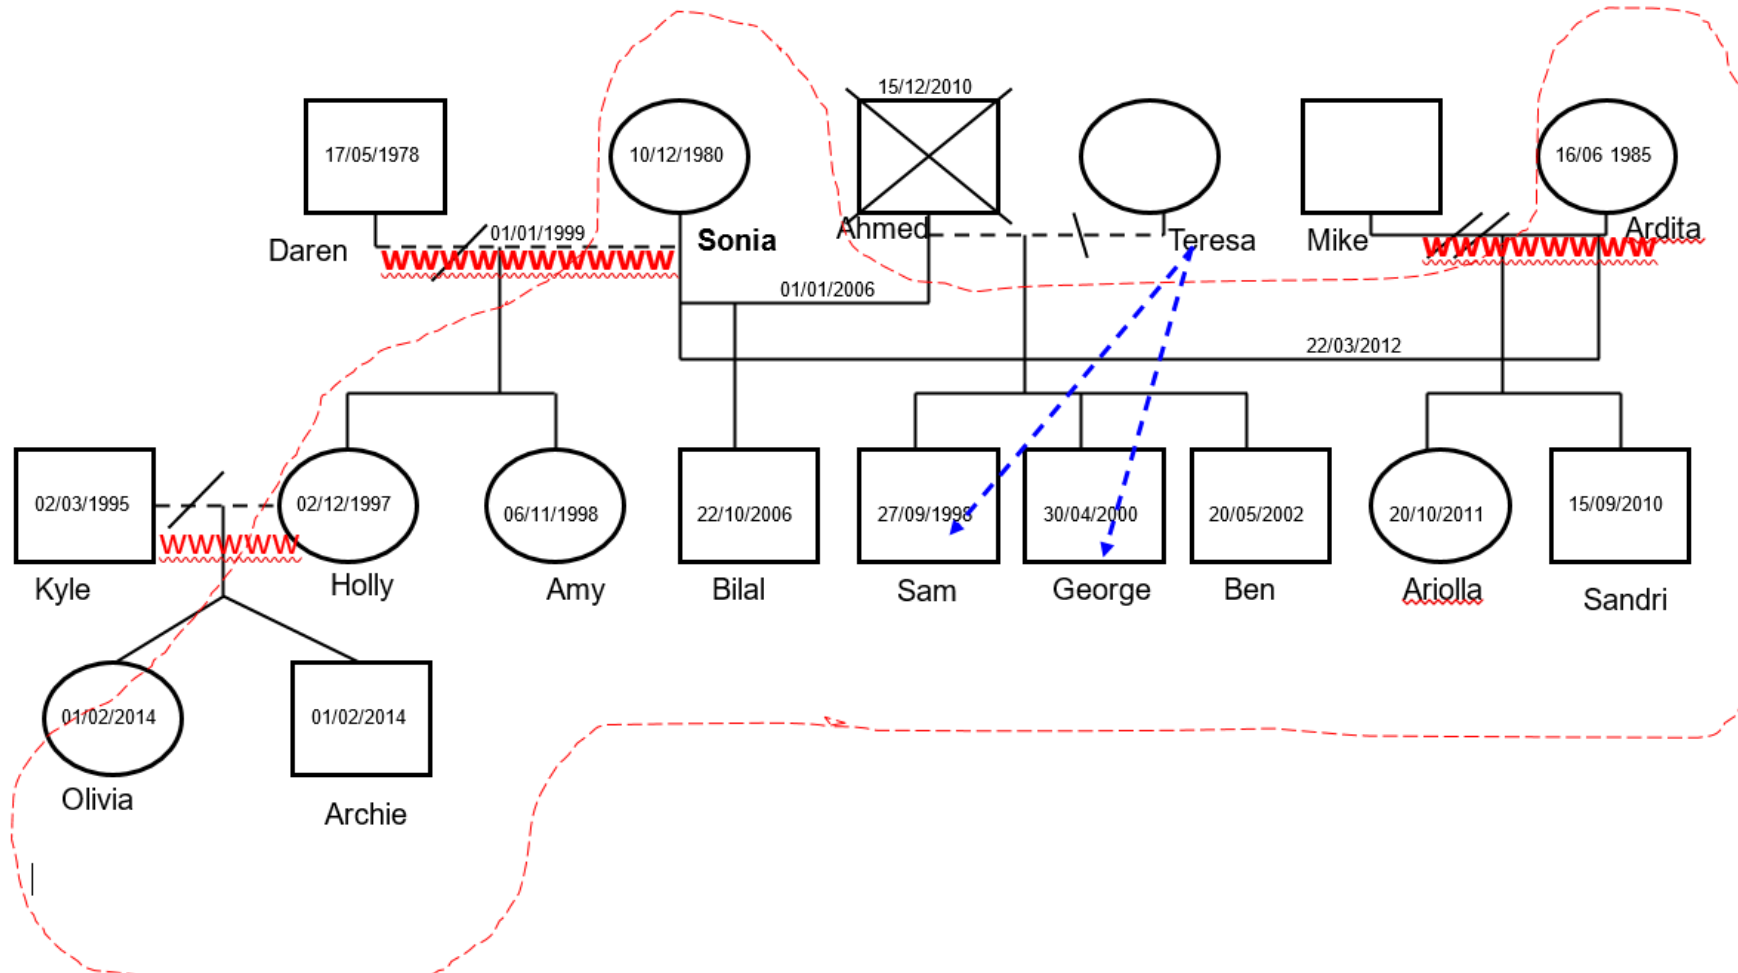 15/12/2010
17/05/1978
10/12/1980
16/06 1985
01/01/1999
Daren
Sonia
Ahmed
Teresa
Mike
Ardita
WWWWWWWWWW
WWWWWWWW
01/01/2006
22/03/2012
02/03/1995
02/12/1997
06/11/1998
22/10/2006
27/09/1998
30/04/2000
20/05/2002
20/10/2011
15/09/2010
WWWWW
Kyle
Holly
Amy
Bilal
Sam
George
Ben
Ariolla
Sandri
01/02/2014
01/02/2014
Olivia
Archie